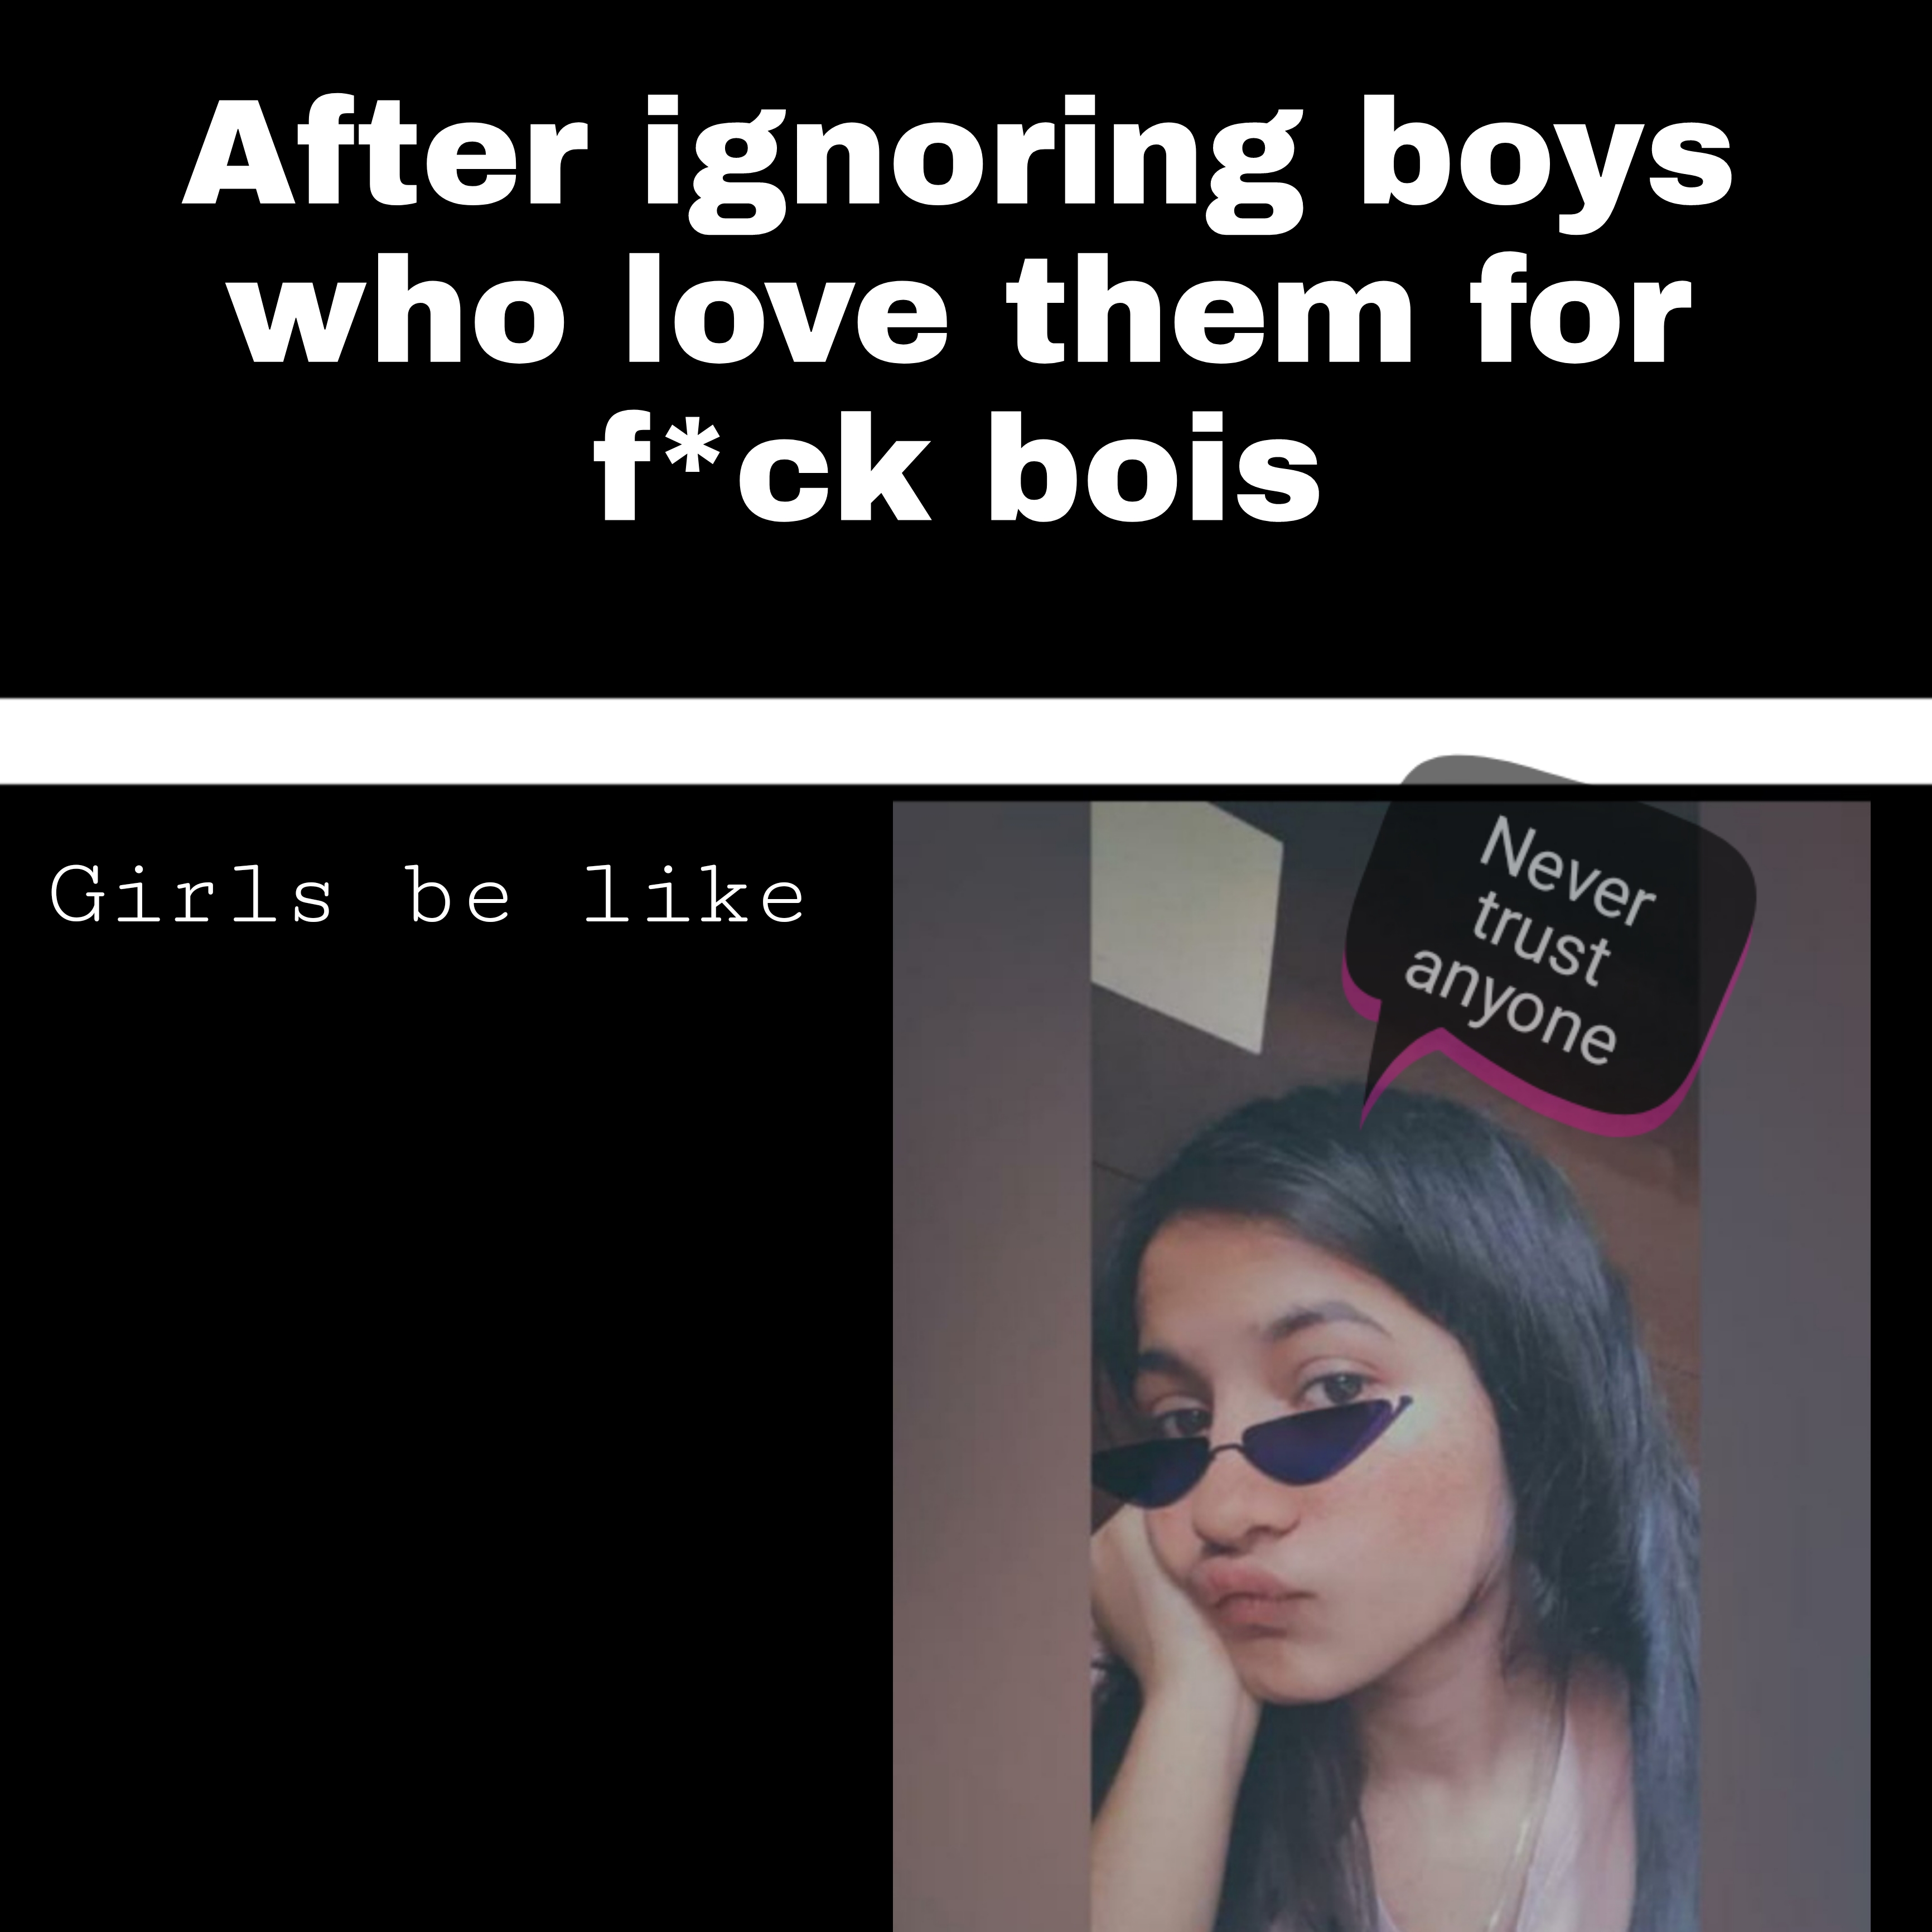 After ignoring boys
who love them for
f*ck bois
Girls be like
Never
trust
anyone